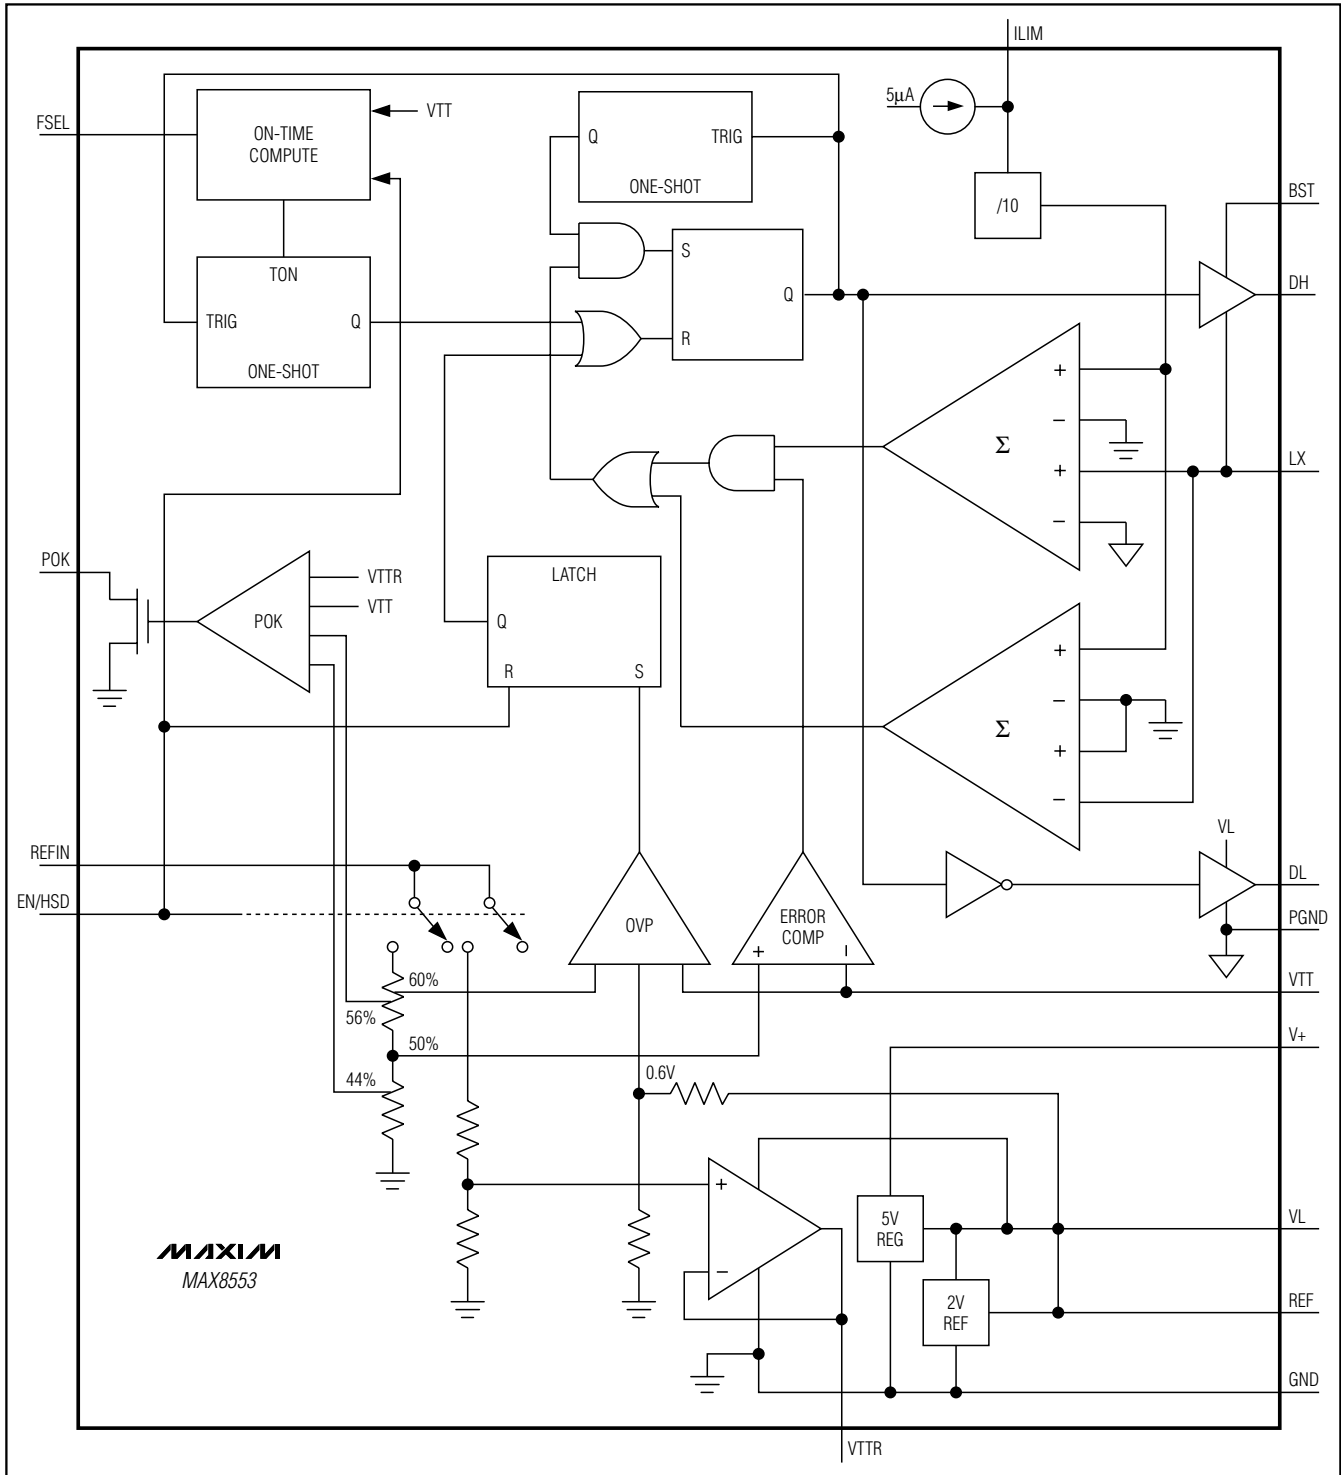 ILIM
5µA
FSEL
ON-TIME
COMPUTE
VTT
Q
TRIG
ONE-SHOT
/10
BST
S
TON
Q
DH
TRIG
Q
R
ONE-SHOT
+
−
Σ
+
LX
−
POK
LATCH
VTTR
VTT
POK
Q
R
S
+
−
Σ
+
−
VL
REFIN
DL
EN/HSD
OVP
ERROR
COMP
PGND
+
−
60%
VTT
56%
50%
V+
0.6V
44%
+
5V
REG
VL
MAXIM
MAX8553
−
2V
REF
REF
GND
VTTR